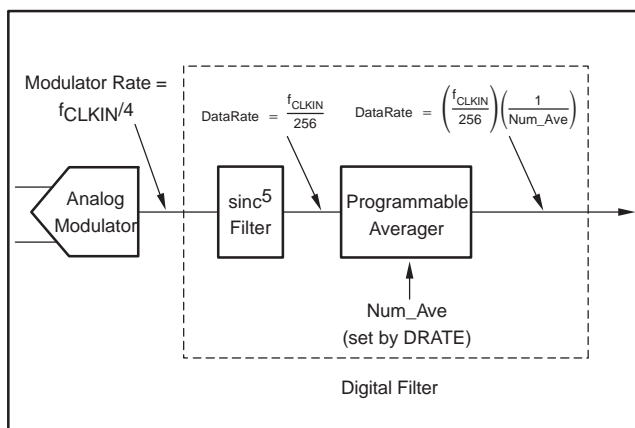 Modulator Rate =
fCLKIN/4
DataRate = fCLKIN/256
DataRate = (fCLKIN/256)(1/Num_Ave)
Analog
Modulator
sinc5
Filter
Programmable
Averager
Num_Ave
(set by DRATE)
Digital Filter